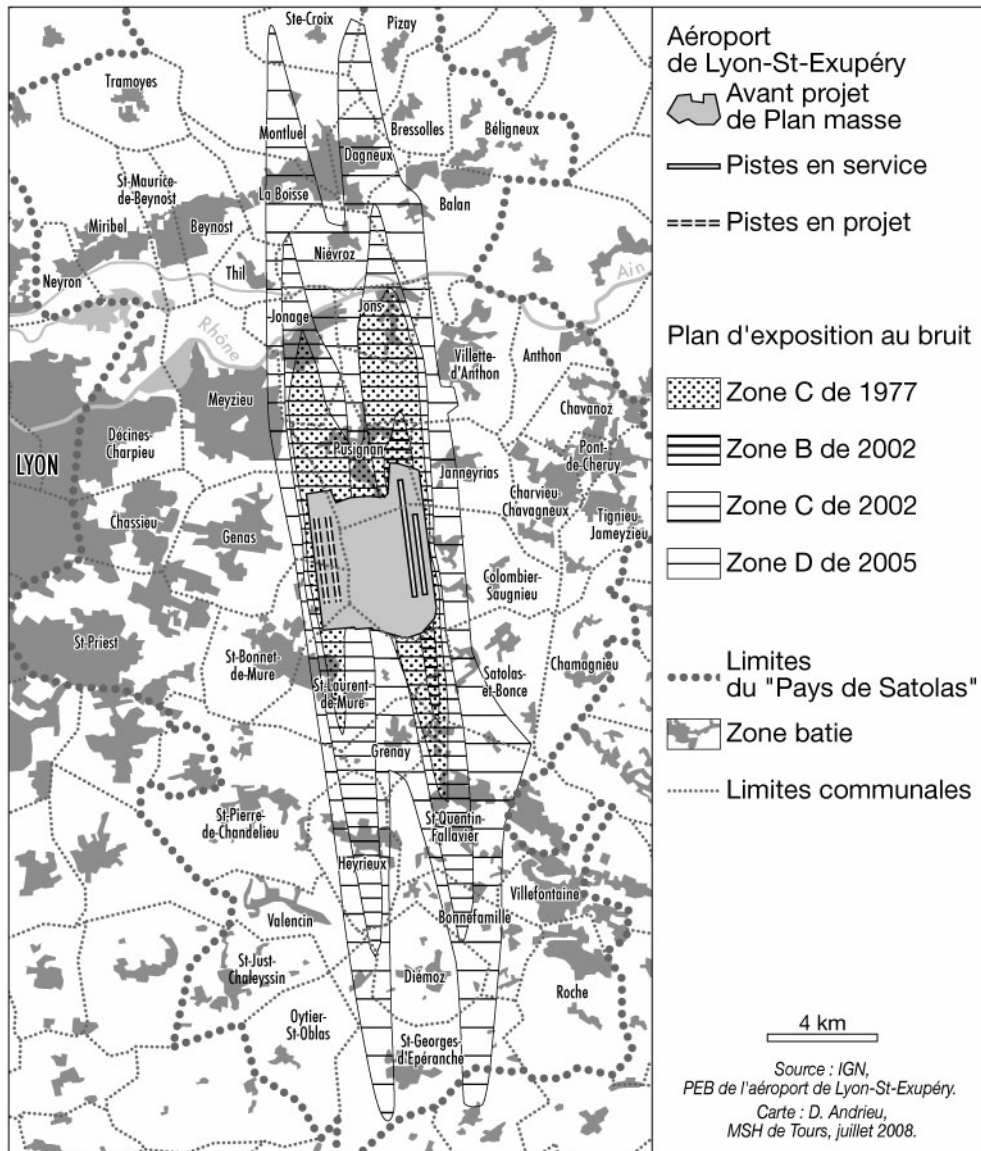 Ste-Croix
Pizay
Tramoyes
Montluel
Bressolles
Béligneux
Dagneux
St-Maurice-
de-Beynost
La Boisse
Balan
Miribel
Beynost
Niévroz
Neyron
Thil
Ain
Jonage
Jons
Rhône
Villette-
d'Anthon
Anthon
Meyzieu
Chavanoz
Décines-
Charpieu
Pusignan
Pont-
de-Cheruy
LYON
Janneyrias
Charvieu-
Chavagneux
Chassieu
Genas
Tignieu
Jameyzieu
Colombier-
Saugnieu
St-Priest
St-Bonnet-
de-Mure
Chamagnieu
St-Laurent-
de-Mure
Satolas-
et-Bonce
Grenay
St-Pierre-
de-Chandelieu
St-Quentin-
Fallavier
Heyrieux
Villefontaine
Valencin
Bonnefamille
St-Just-
Chaleyssin
Diémoz
Roche
Oytier-
St-Oblas
St-Georges-
d'Epéranche
Aéroport
de Lyon-St-Exupéry
Avant projet
de Plan masse
Pistes en service
Pistes en projet
Plan d'exposition au bruit
Zone C de 1977
Zone B de 2002
Zone C de 2002
Zone D de 2005
Limites
du "Pays de Satolas"
Zone batie
Limites communales
4 km
Source : IGN,
PEB de l'aéroport de Lyon-St-Exupéry.
Carte : D. Andrieu,
MSH de Tours, juillet 2008.